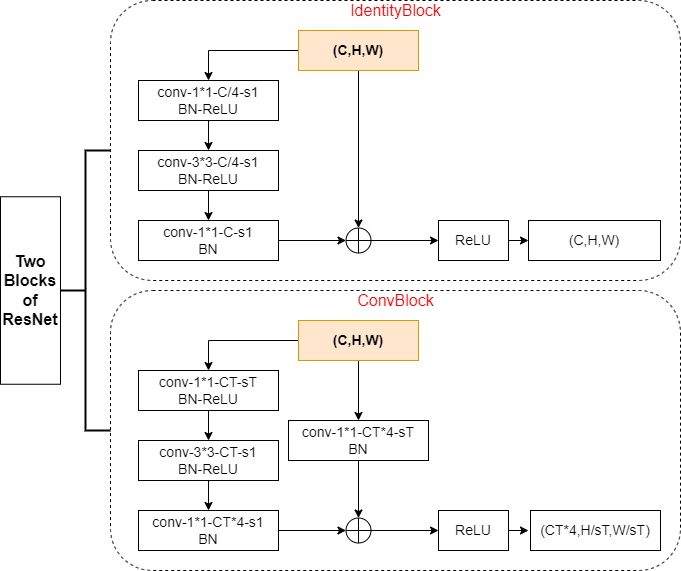 Two
Blocks
of
ResNet
IdentityBlock
(C,H,W)
conv-1*1-C/4-s1
BN-ReLU
conv-3*3-C/4-s1
BN-ReLU
conv-1*1-C-s1
BN
ReLU
(C,H,W)
ConvBlock
(C,H,W)
conv-1*1-CT-sT
BN-ReLU
conv-3*3-CT-s1
BN-ReLU
conv-1*1-CT*4-s1
BN
conv-1*1-CT*4-sT
BN
ReLU
(CT*4,H/sT,W/sT)